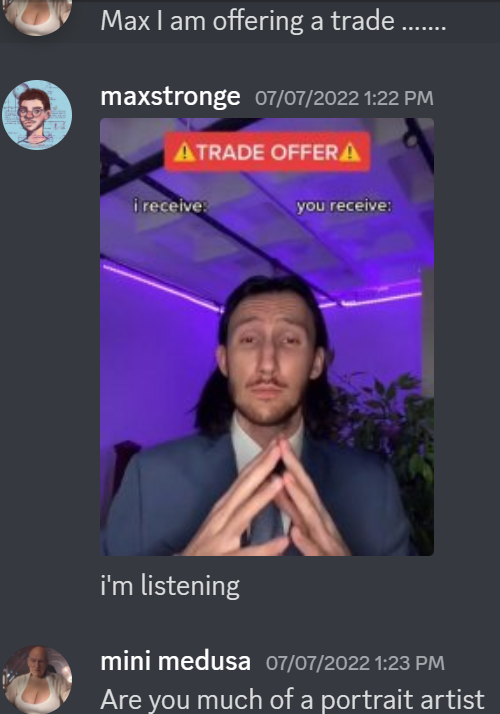 Max I am offering a trade .......
maxstronge 07/07/2022 1:22 PM
⚠TRADE OFFER⚠
i receive: you receive:
i'm listening
mini medusa 07/07/2022 1:23 PM
Are you much of a portrait artist